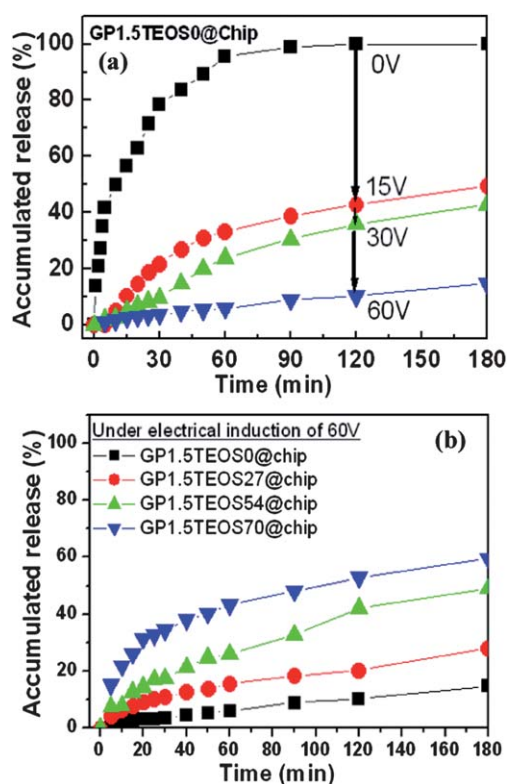 GP1.5TEOS0@Chip
(a)
100
80
60
40
20
0
0V
15V
30V
60V
0 30 60 90 120 150 180
Accumulated release (%)
Time (min)
Under electrical induction of 60V
(b)
GP1.5TEOS0@chip
GP1.5TEOS27@chip
GP1.5TEOS54@chip
GP1.5TEOS70@chip
100
80
60
40
20
0
0 20 40 60 80 100 120 140 160 180
Accumulated release (%)
Time (min)